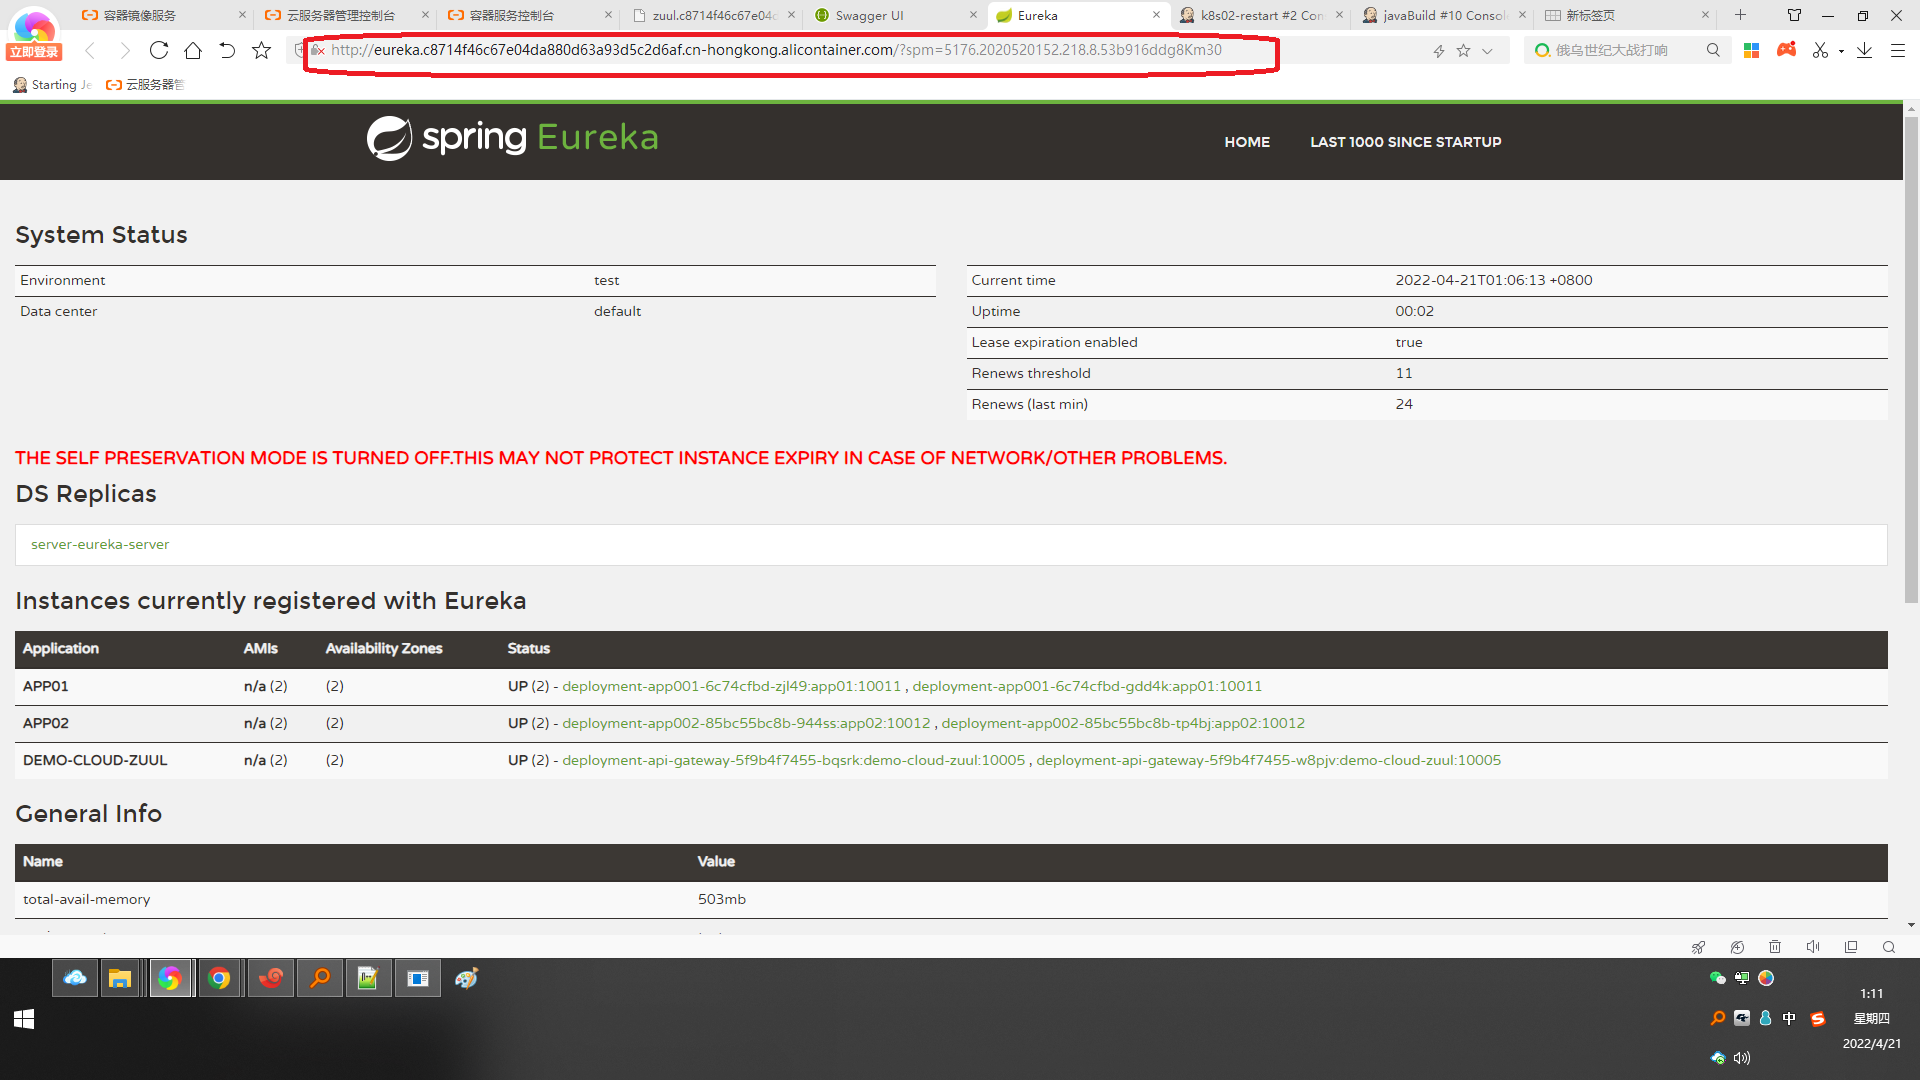 容器镜像服务
云服务器管理控制台
容器服务控制台
zuul.c8714f46c67e04d
Swagger UI
Eureka
k8s02-restart #2 Con
javaBuild #10 Consol
新标签页
立即登录
http://eureka.c8714f46c67e04da880d63a93d5c2d6af.cn-hongkong.alicontainer.com/?spm=5176.2020520152.218.8.53b916ddg8Km30
俄乌世纪大战打响
Starting Je
云服务器管
spring Eureka
HOME
LAST 1000 SINCE STARTUP
System Status
Environment test
Data center default
Current time 2022-04-21T01:06:13 +0800
Uptime 00:02
Lease expiration enabled true
Renews threshold 11
Renews (last min) 24
THE SELF PRESERVATION MODE IS TURNED OFF.THIS MAY NOT PROTECT INSTANCE EXPIRY IN CASE OF NETWORK/OTHER PROBLEMS.
DS Replicas
server-eureka-server
Instances currently registered with Eureka
Application AMIs Availability Zones Status
APP01 n/a (2) (2) UP (2) - deployment-app001-6c74cfbd-zjl49:app01:10011 , deployment-app001-6c74cfbd-gdd4k:app01:10011
APP02 n/a (2) (2) UP (2) - deployment-app002-85bc55bc8b-944ss:app02:10012 , deployment-app002-85bc55bc8b-tp4bj:app02:10012
DEMO-CLOUD-ZUUL n/a (2) (2) UP (2) - deployment-api-gateway-5f9b4f7455-bqsrk:demo-cloud-zuul:10005 , deployment-api-gateway-5f9b4f7455-w8pjv:demo-cloud-zuul:10005
General Info
Name Value
total-avail-memory 503mb
1:11
中
星期四
2022/4/21